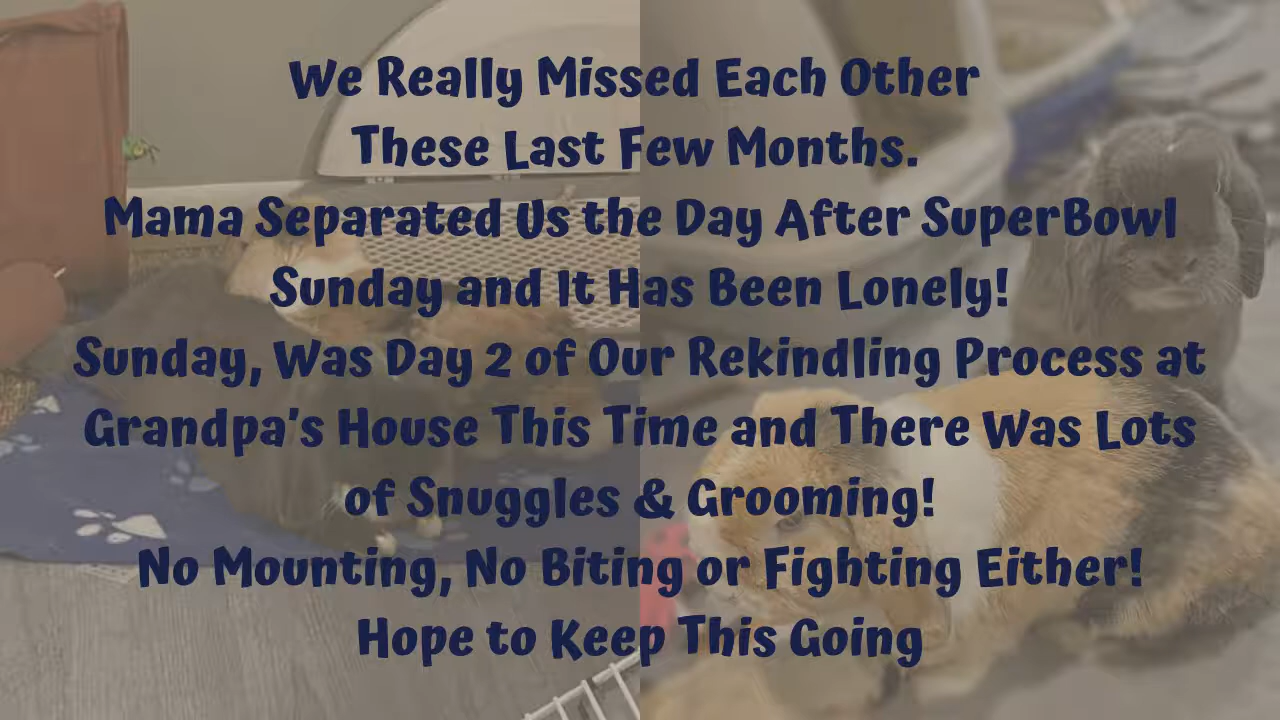 We Really Missed Each Other
These Last Few Months.
Mama Separated Us the Day After SuperBowl
Sunday and It Has Been Lonely!
Sunday, Was Day 2 of Our Rekindling Process at
Grandpa's House This Time and There Was Lots
of Snuggles & Grooming!
No Mounting, No Biting or Fighting Either!
Hope to Keep This Going